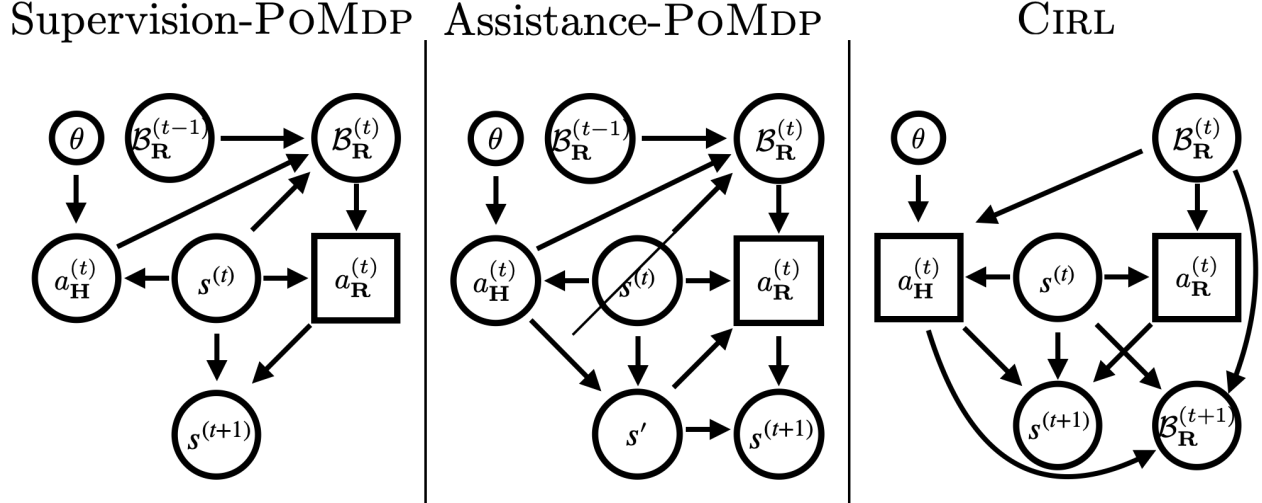 Supervision-POMDP
Assistance-POMDP
CIRL
θ
ℬ_𝐑^{(t−1)}
ℬ_𝐑^{(t)}
a_𝐇^{(t)}
s^{(t)}
a_𝐑^{(t)}
s^{(t+1)}
θ
ℬ_𝐑^{(t−1)}
ℬ_𝐑^{(t)}
a_𝐇^{(t)}
s^{(t)}
a_𝐑^{(t)}
s′
s^{(t+1)}
θ
ℬ_𝐑^{(t)}
a_𝐇^{(t)}
s^{(t)}
a_𝐑^{(t)}
s^{(t+1)}
ℬ_𝐑^{(t+1)}